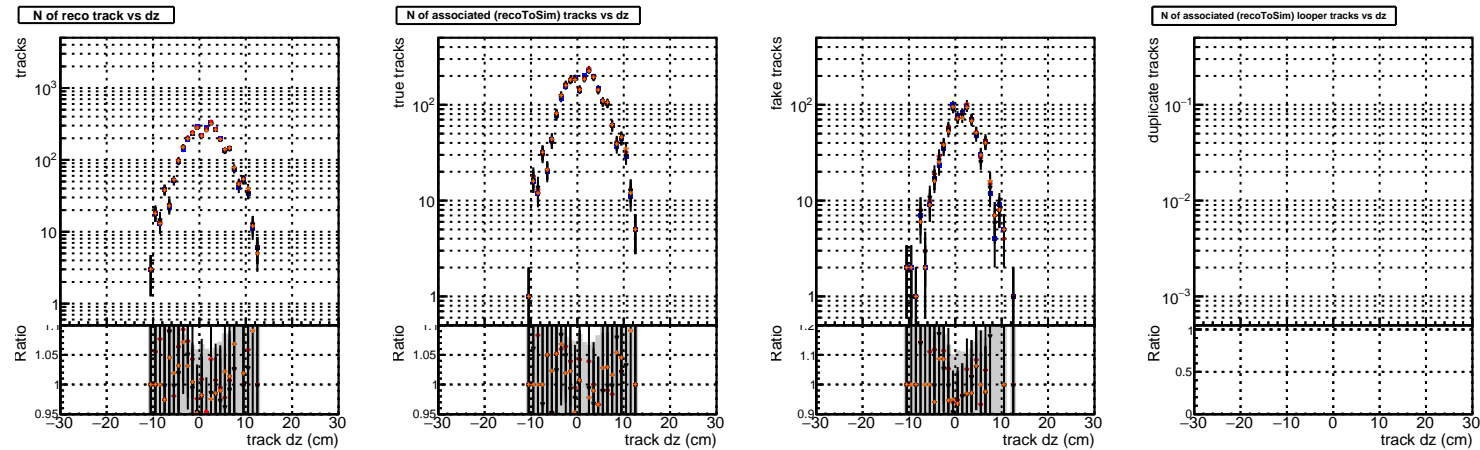 N of reco track vs dz
tracks
10³
10²
10
1
Ratio
1.1
1.05
1
0.95
−30 −20 −10 0 10 20 30
track dz (cm)
N of associated (recoToSim) tracks vs dz
true tracks
10²
10
1
Ratio
1.1
1.05
1
0.95
−30 −20 −10 0 10 20 30
track dz (cm)
fake tracks
10²
10
1
Ratio
1.2
1.1
1
0.9
−30 −20 −10 0 10 20 30
track dz (cm)
N of associated (recoToSim) looper tracks vs dz
duplicate tracks
10⁻¹
10⁻²
10⁻³
Ratio
1
0.5
0
−30 −20 −10 0 10 20 30
track dz (cm)